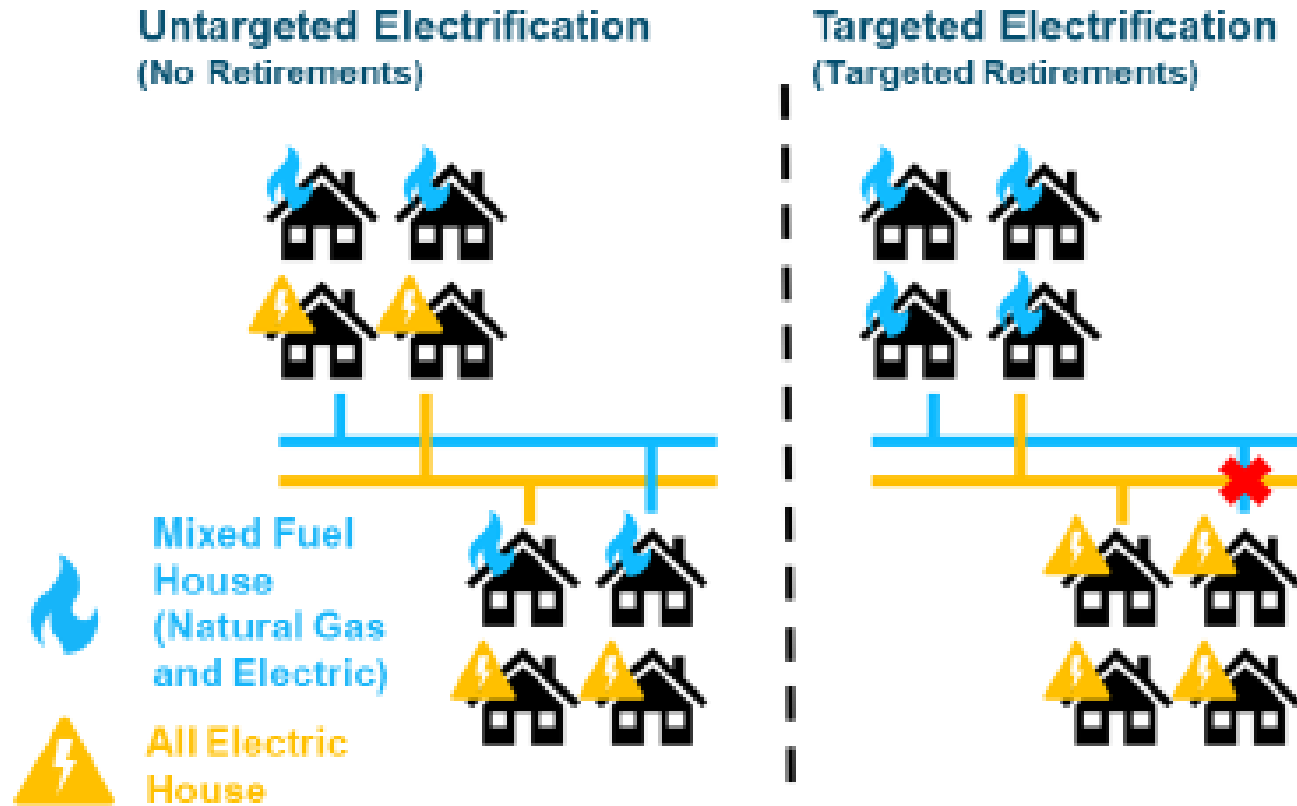 Untargeted Electrification
(No Retirements)
Targeted Electrification
(Targeted Retirements)
Mixed Fuel
House
(Natural Gas
and Electric)
All Electric
House